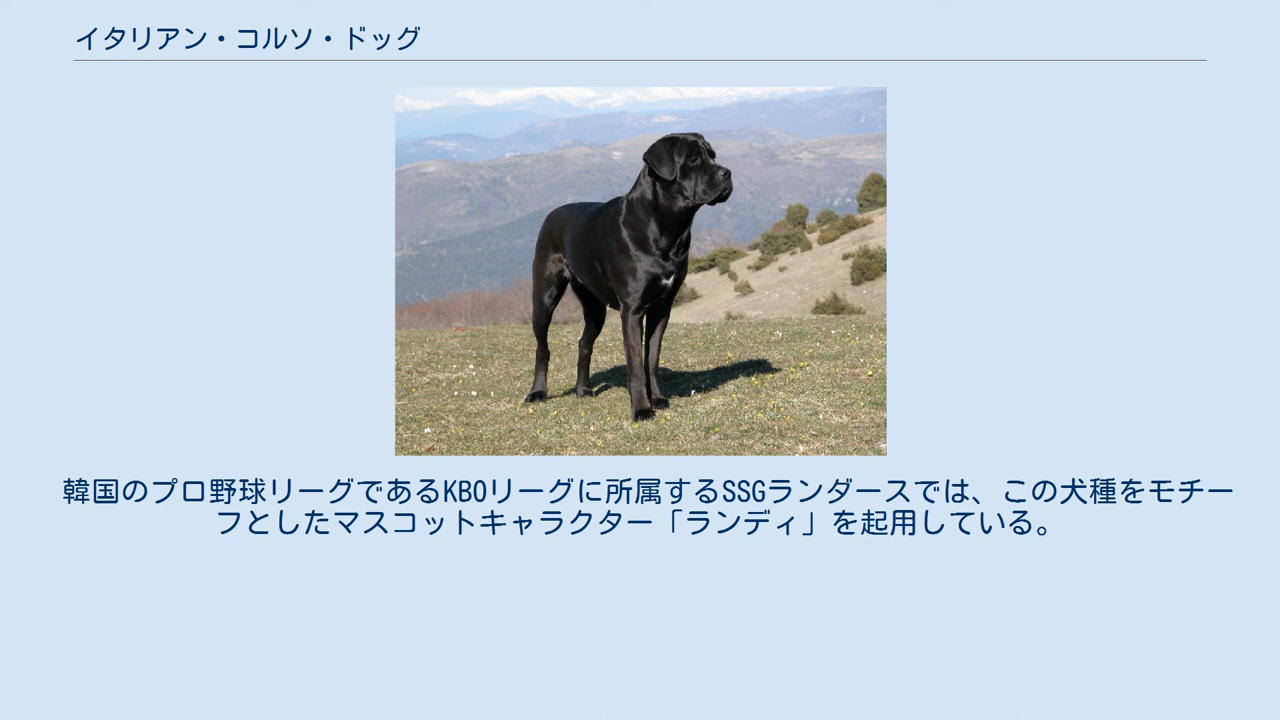 イタリアン・コルソ・ドッグ
韓国のプロ野球リーグであるKBOリーグに所属するSSGランダースでは、この犬種をモチー
フとしたマスコットキャラクター「ランディ」を起用している。